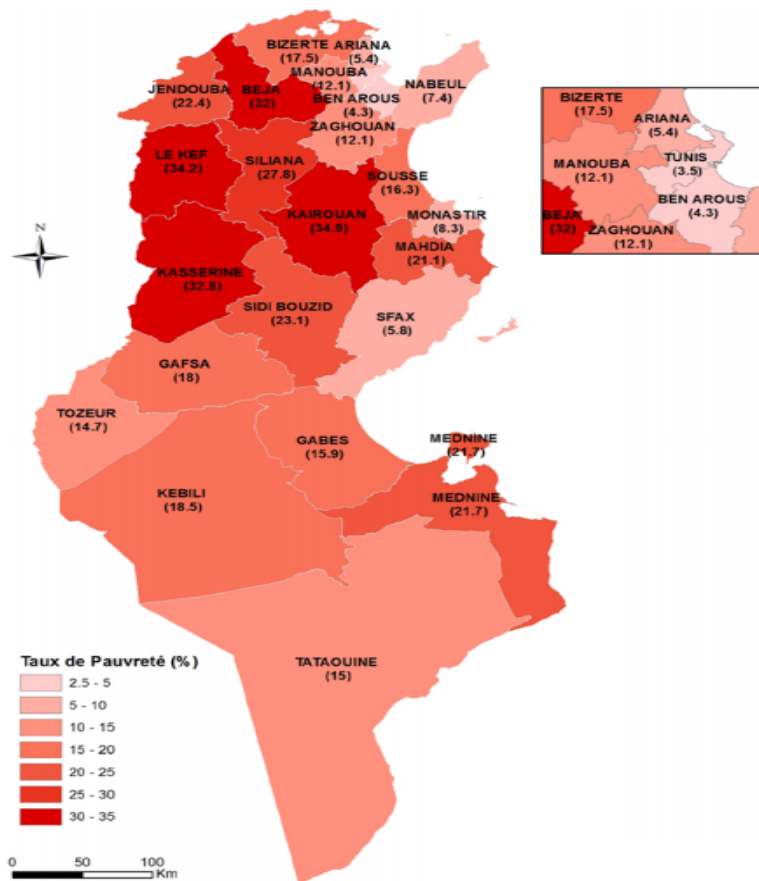 BIZERTE
(17.5)
ARIANA
(5.4)
MANOUBA
(12.1)
NABEUL
(7.4)
JENDOUBA
(22.4)
BEJA
(32)
BEN AROUS
(4.3)
ZAGHOUAN
(12.1)
LE KEF
(34.2)
SILIANA
(27.8)
SOUSSE
(16.3)
KAIROUAN
(34.9)
MONASTIR
(8.3)
MAHDIA
(21.1)
KASSERINE
(32.8)
SIDI BOUZID
(23.1)
SFAX
(5.8)
GAFSA
(18)
TOZEUR
(14.7)
GABES
(15.9)
MEDNINE
(21.7)
KEBILI
(18.5)
MEDNINE
(21.7)
TATAOUINE
(15)
N
BIZERTE
(17.5)
ARIANA
(5.4)
MANOUBA
(12.1)
TUNIS
(3.5)
BEN AROUS
(4.3)
BEJA
(32)
ZAGHOUAN
(12.1)
Taux de Pauvreté (%)
2.5 - 5
5 - 10
10 - 15
15 - 20
20 - 25
25 - 30
30 - 35
0 50 100
Km